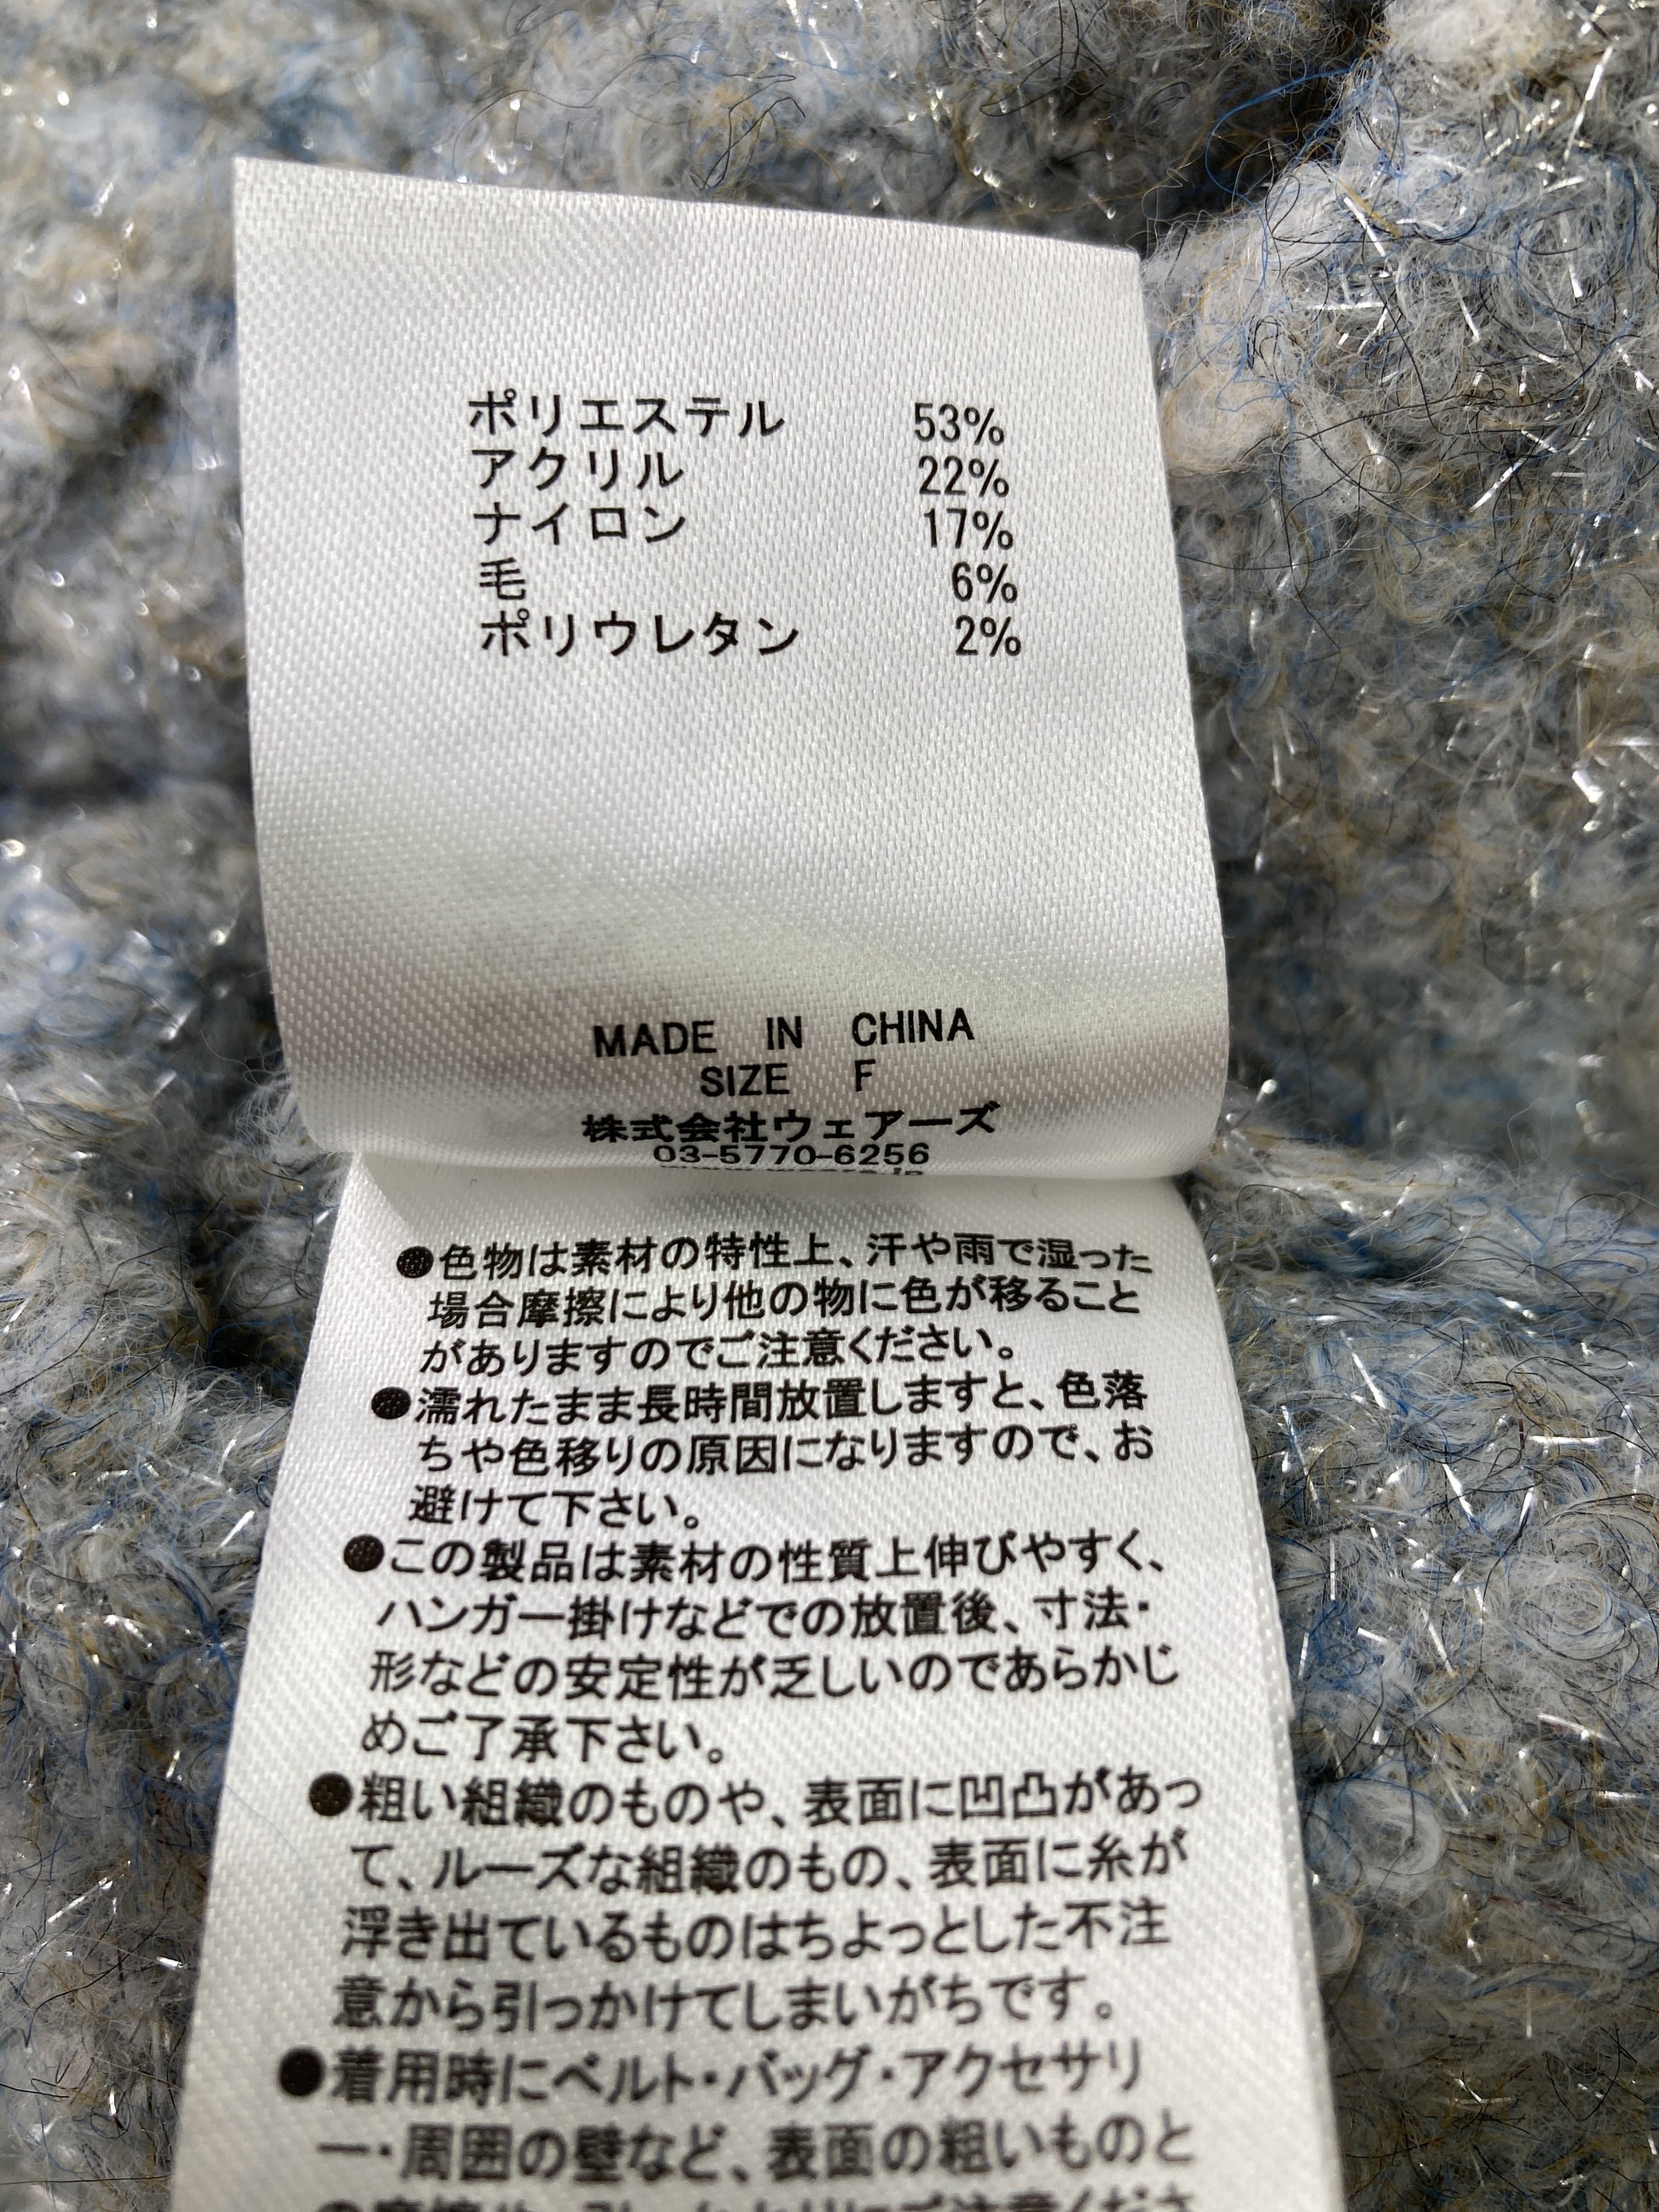 ポリエステル 53%
アクリル 22%
ナイロン 17%
毛 6%
ポリウレタン 2%
MADE IN CHINA
SIZE F
株式会社ウェアーズ
03-5770-6256
●色物は素材の特性上、汗や雨で湿った
場合摩擦により他の物に色が移ること
がありますのでご注意ください。
●濡れたまま長時間放置しますと、色落
ちや色移りの原因になりますので、お
避けて下さい。
●この製品は素材の性質上伸びやすく、
ハンガー掛けなどでの放置後、寸法・
形などの安定性が乏しいのであらかじ
めご了承下さい。
●粗い組織のものや、表面に凹凸があっ
て、ルーズな組織のもの、表面に糸が
浮き出ているものはちょっとした不注
意から引っかけてしまいがちです。
●着用時にベルト・バッグ・アクセサリ
ー・周囲の壁など、表面の粗いものと